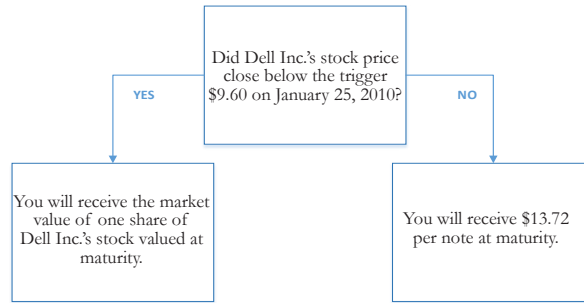 Did Dell Inc.'s stock price
close below the trigger
$9.60 on January 25, 2010?
YES
NO
You will receive the market
value of one share of
Dell Inc.'s stock valued at
maturity.
You will receive $13.72
per note at maturity.